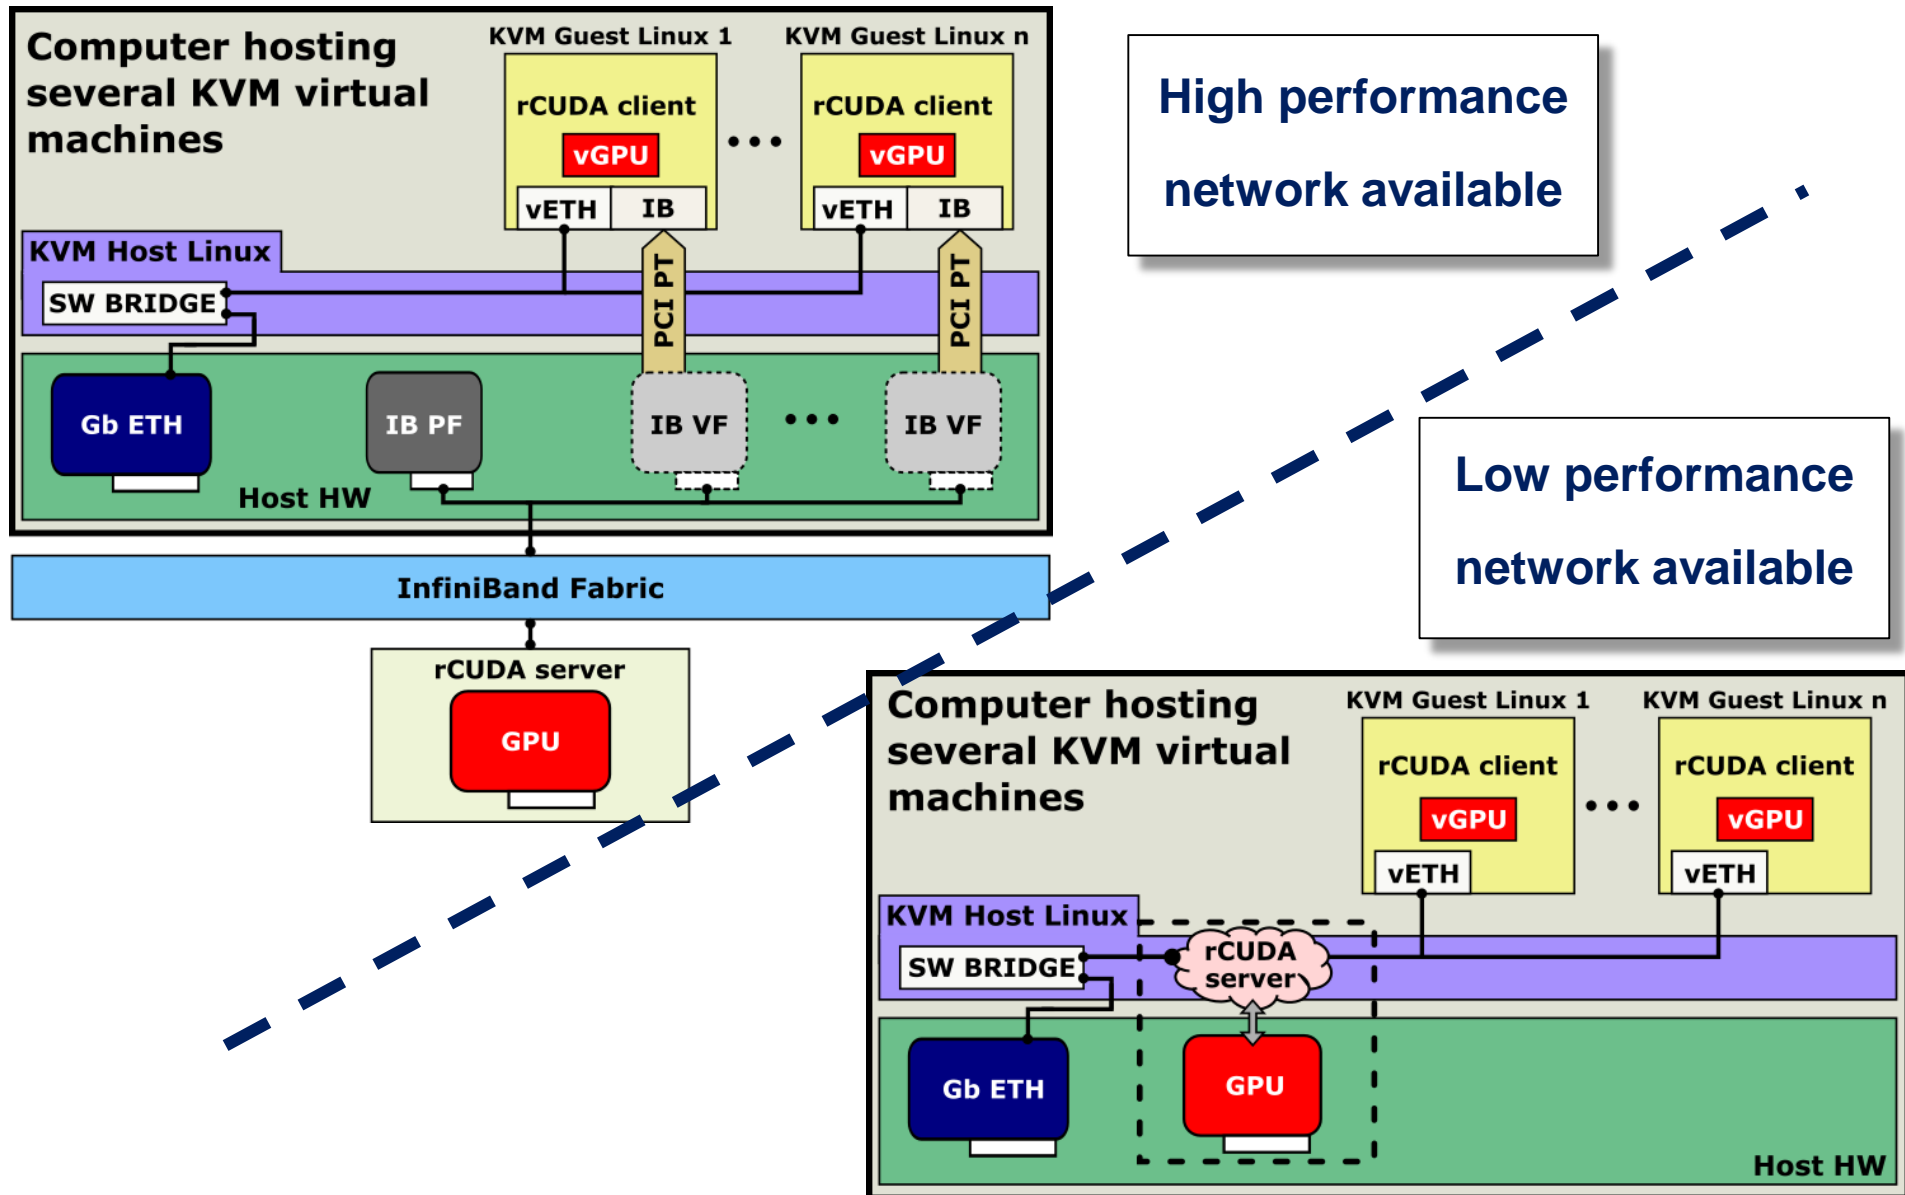 Computer hosting
several KVM virtual
machines
KVM Guest Linux 1
KVM Guest Linux n
rCUDA client
vGPU
vETH
IB
rCUDA client
vGPU
vETH
IB
KVM Host Linux
SW BRIDGE
PCI PT
PCI PT
Gb ETH
IB PF
IB VF
IB VF
Host HW
InfiniBand Fabric
rCUDA server
GPU
High performance
network available
Low performance
network available
Computer hosting
several KVM virtual
machines
KVM Guest Linux 1
KVM Guest Linux n
rCUDA client
vGPU
vETH
rCUDA client
vGPU
vETH
KVM Host Linux
SW BRIDGE
rCUDA
server
Gb ETH
GPU
Host HW